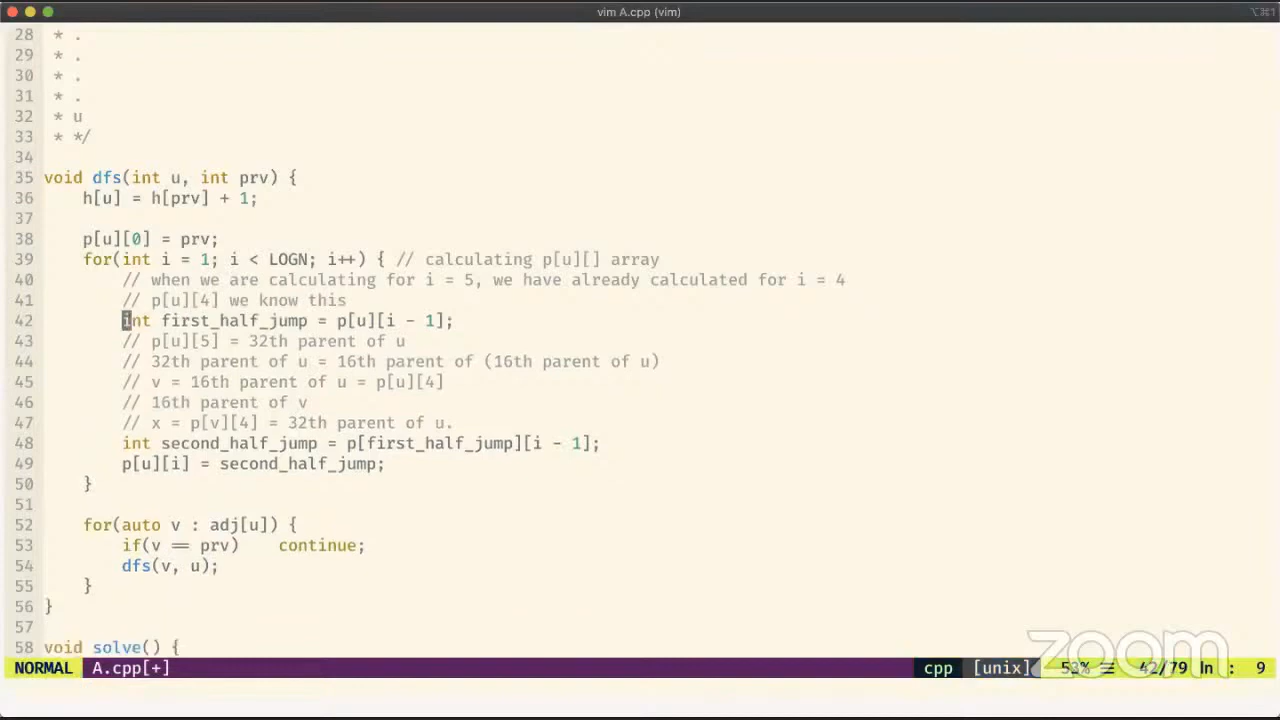 vim A.cpp (vim)
⌥⌘1
28 * .
29 * .
30 * .
31 * .
32 * u
33 * */
34
35 void dfs(int u, int prv) {
36     h[u] = h[prv] + 1;
37
38     p[u][0] = prv;
39     for(int i = 1; i < LOGN; i++) { // calculating p[u][] array
40         // when we are calculating for i = 5, we have already calculated for i = 4
41         // p[u][4] we know this
42         int first_half_jump = p[u][i - 1];
43         // p[u][5] = 32th parent of u
44         // 32th parent of u = 16th parent of (16th parent of u)
45         // v = 16th parent of u = p[u][4]
46         // 16th parent of v
47         // x = p[v][4] = 32th parent of u.
48         int second_half_jump = p[first_half_jump][i - 1];
49         p[u][i] = second_half_jump;
50     }
51
52     for(auto v : adj[u]) {
53         if(v == prv)    continue;
54         dfs(v, u);
55     }
56 }
57
58 void solve() {
NORMAL A.cpp[+] cpp [unix] 53% ☰ 42/79 ln : 9
zoom